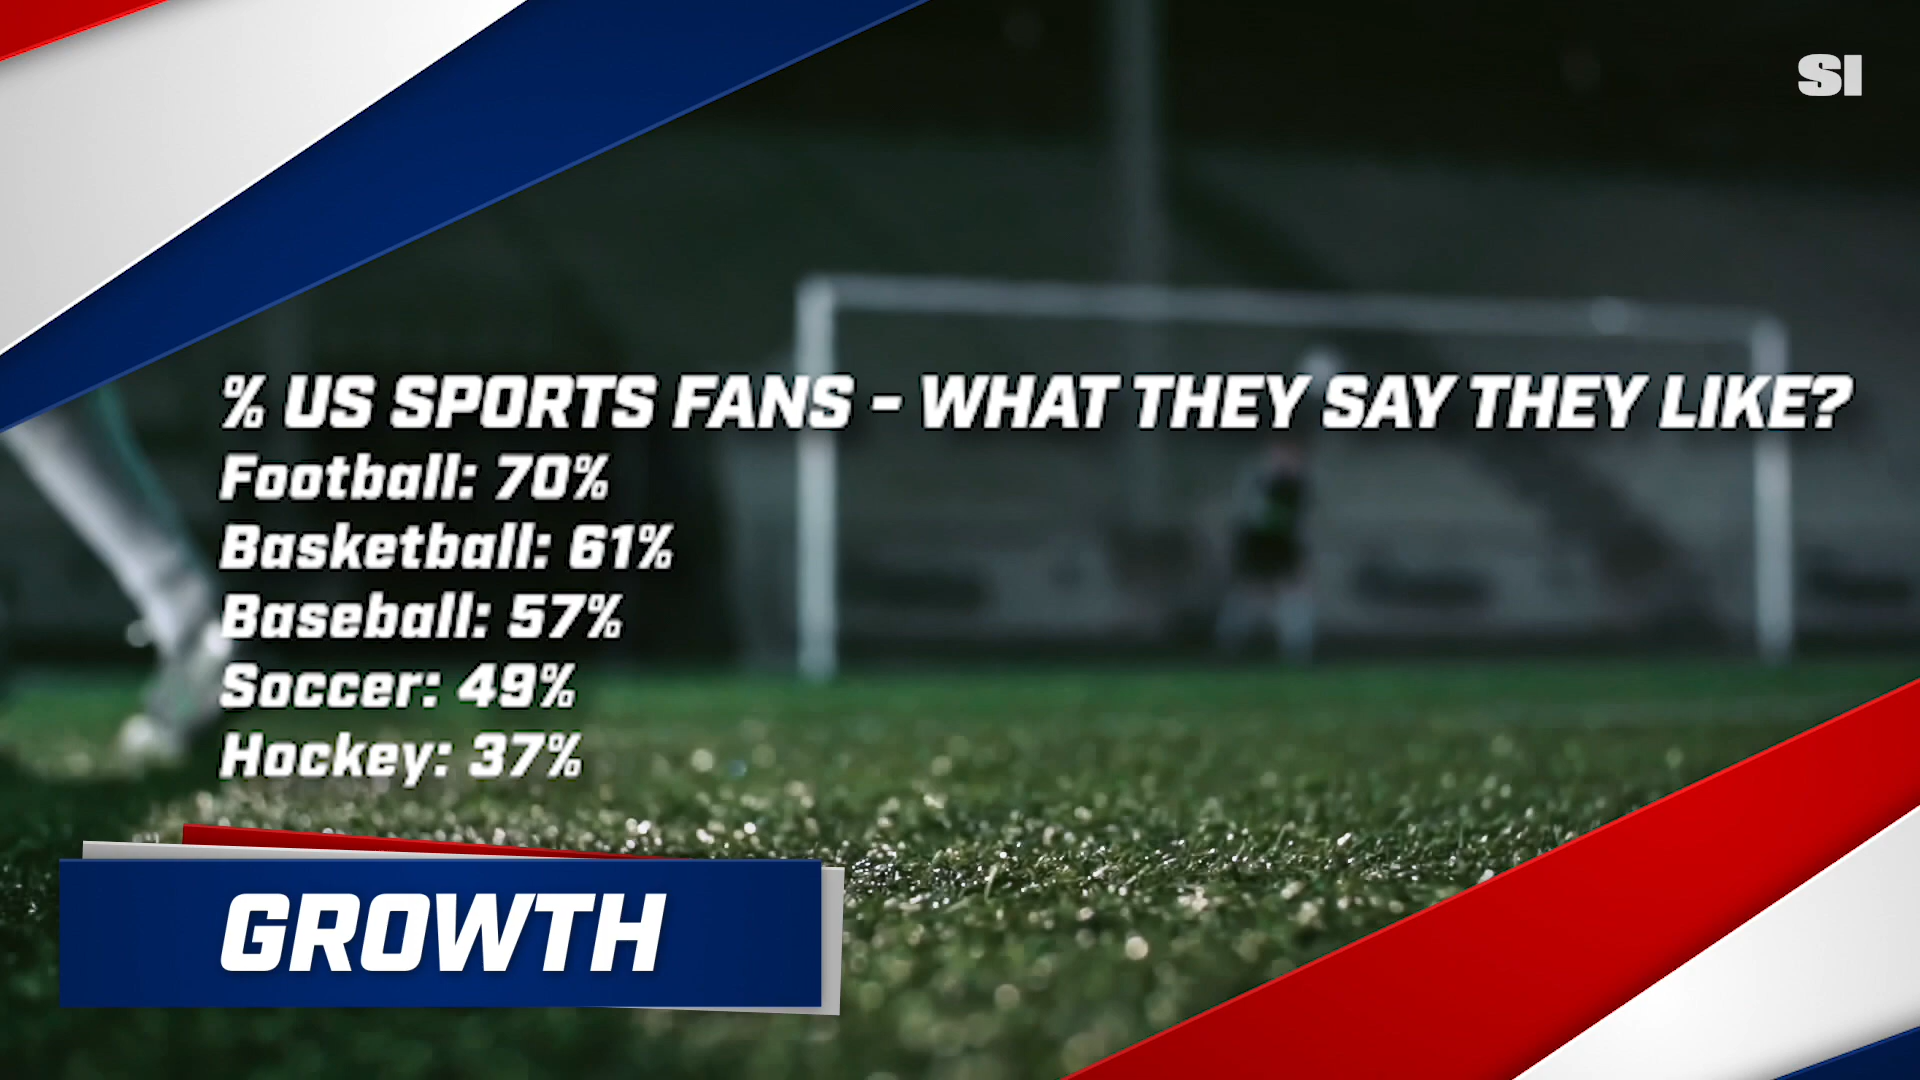 SI
% US SPORTS FANS - WHAT THEY SAY THEY LIKE?
Football: 70%
Basketball: 61%
Baseball: 57%
Soccer: 49%
Hockey: 37%
GROWTH